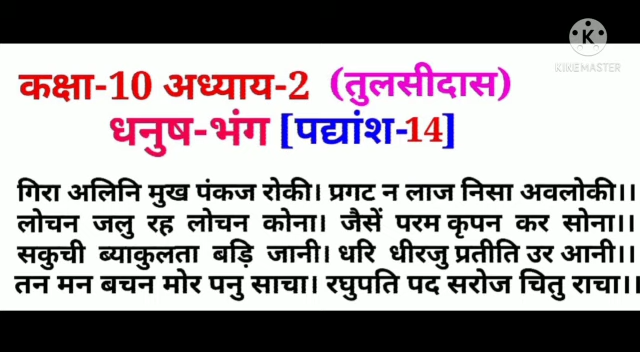 K
KINEMASTER
कक्षा-10 अध्याय-2 (तुलसीदास)
धनुष-भंग [पद्यांश-14]
गिरा अलिनि मुख पंकज रोकी। प्रगट न लाज निसा अवलोकी।।
लोचन जलु रह लोचन कोना। जैसें परम कृपन कर सोना।।
सकुची ब्याकुलता बड़ि जानी। धरि धीरजु प्रतीति उर आनी।।
तन मन बचन मोर पनु साचा। रघुपति पद सरोज चितु राचा।।